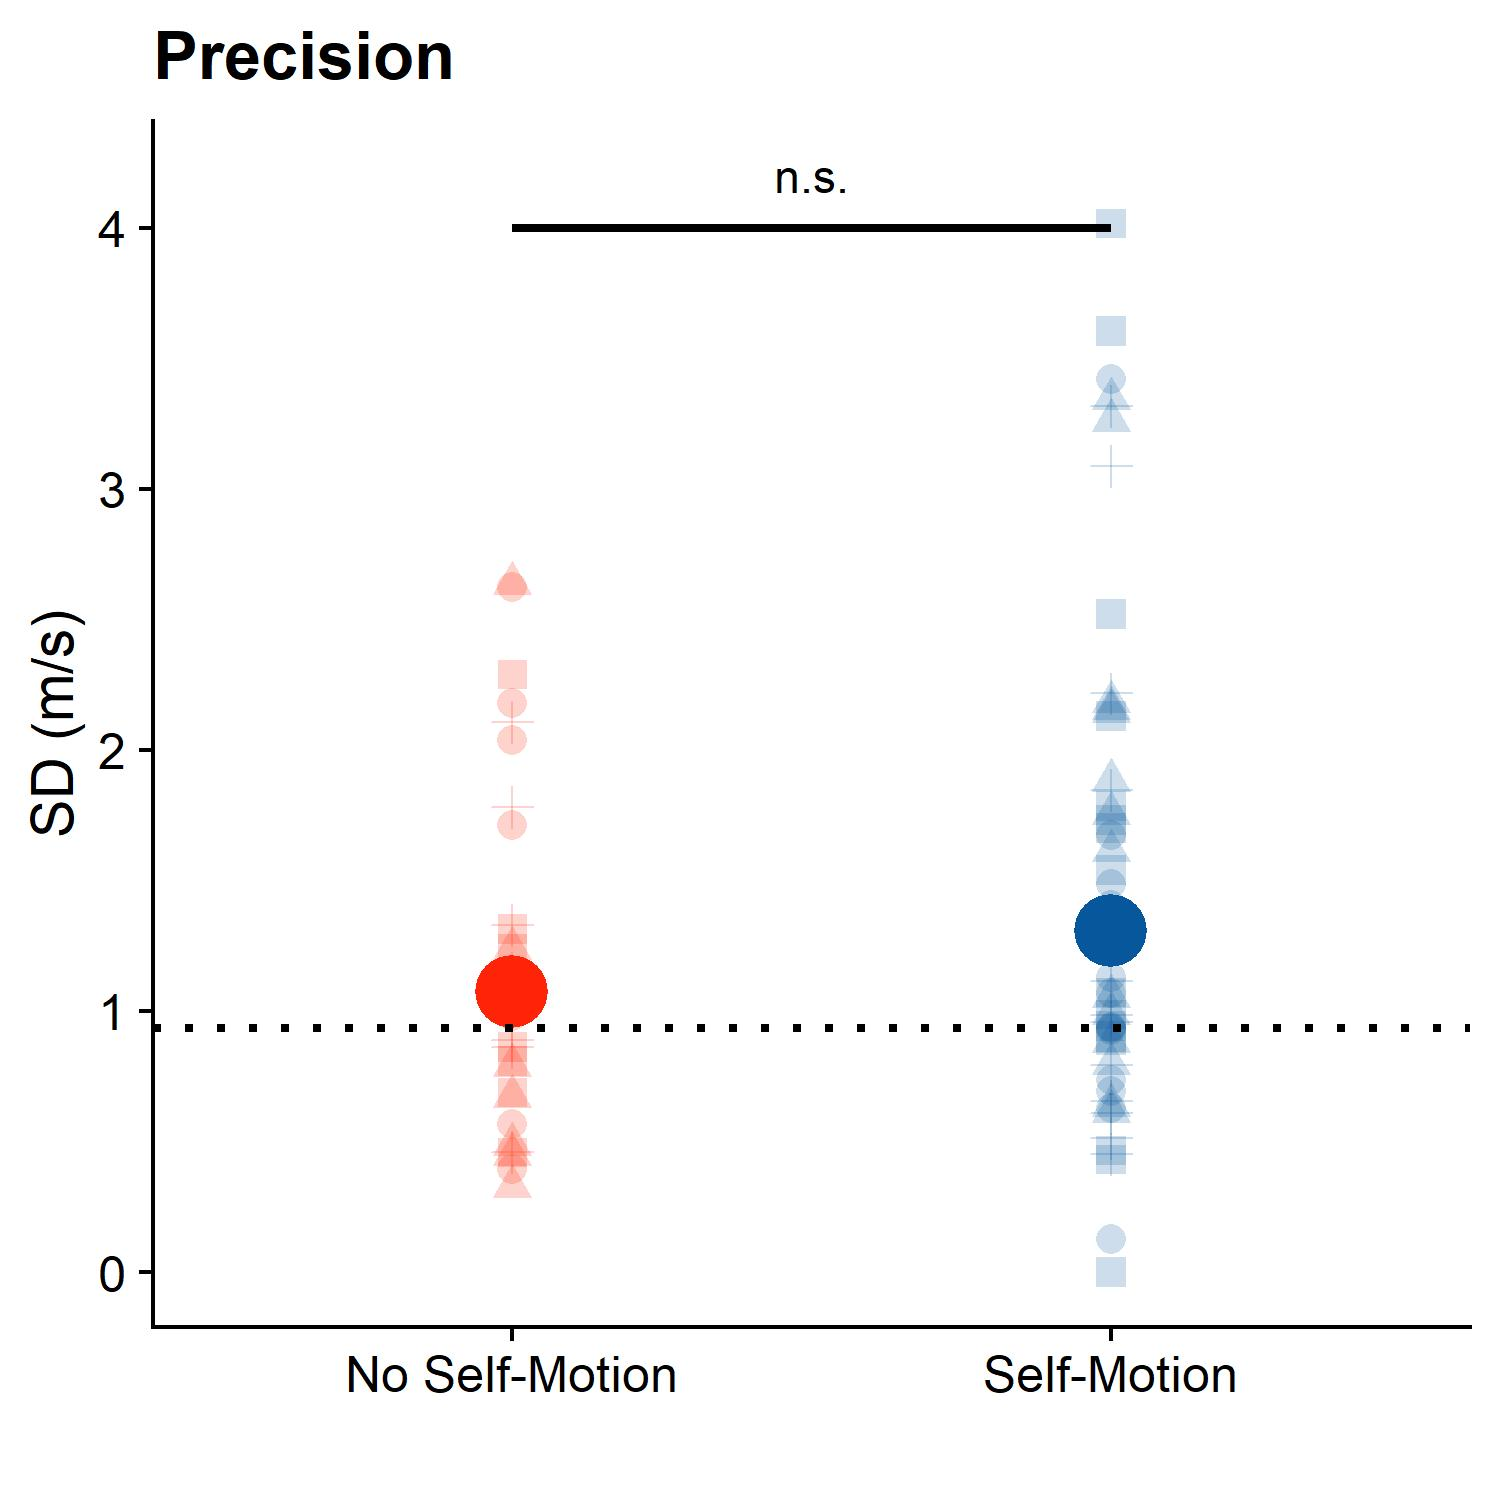 Precision
n.s.
4
3
2
1
0
SD (m/s)
No Self-Motion
Self-Motion